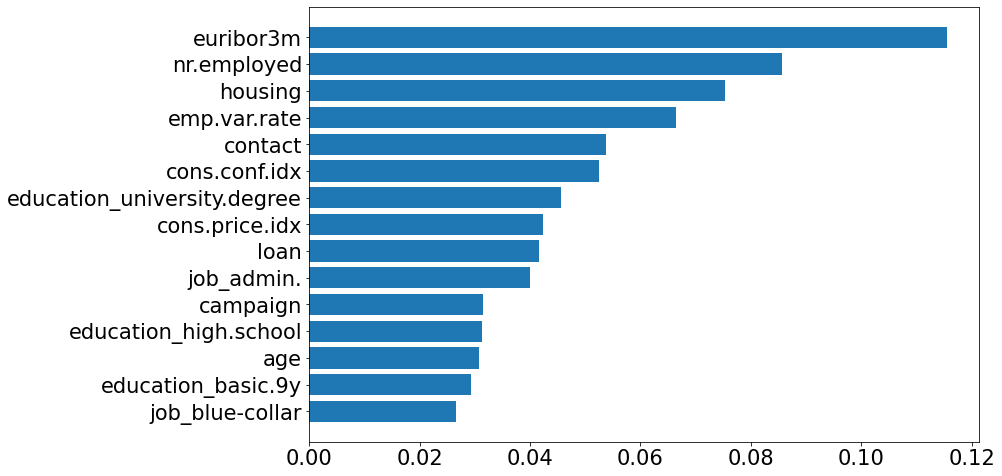 euribor3m
nr.employed
housing
emp.var.rate
contact
cons.conf.idx
education_university.degree
cons.price.idx
loan
job_admin.
campaign
education_high.school
age
education_basic.9y
job_blue-collar
0.00 0.02 0.04 0.06 0.08 0.10 0.12